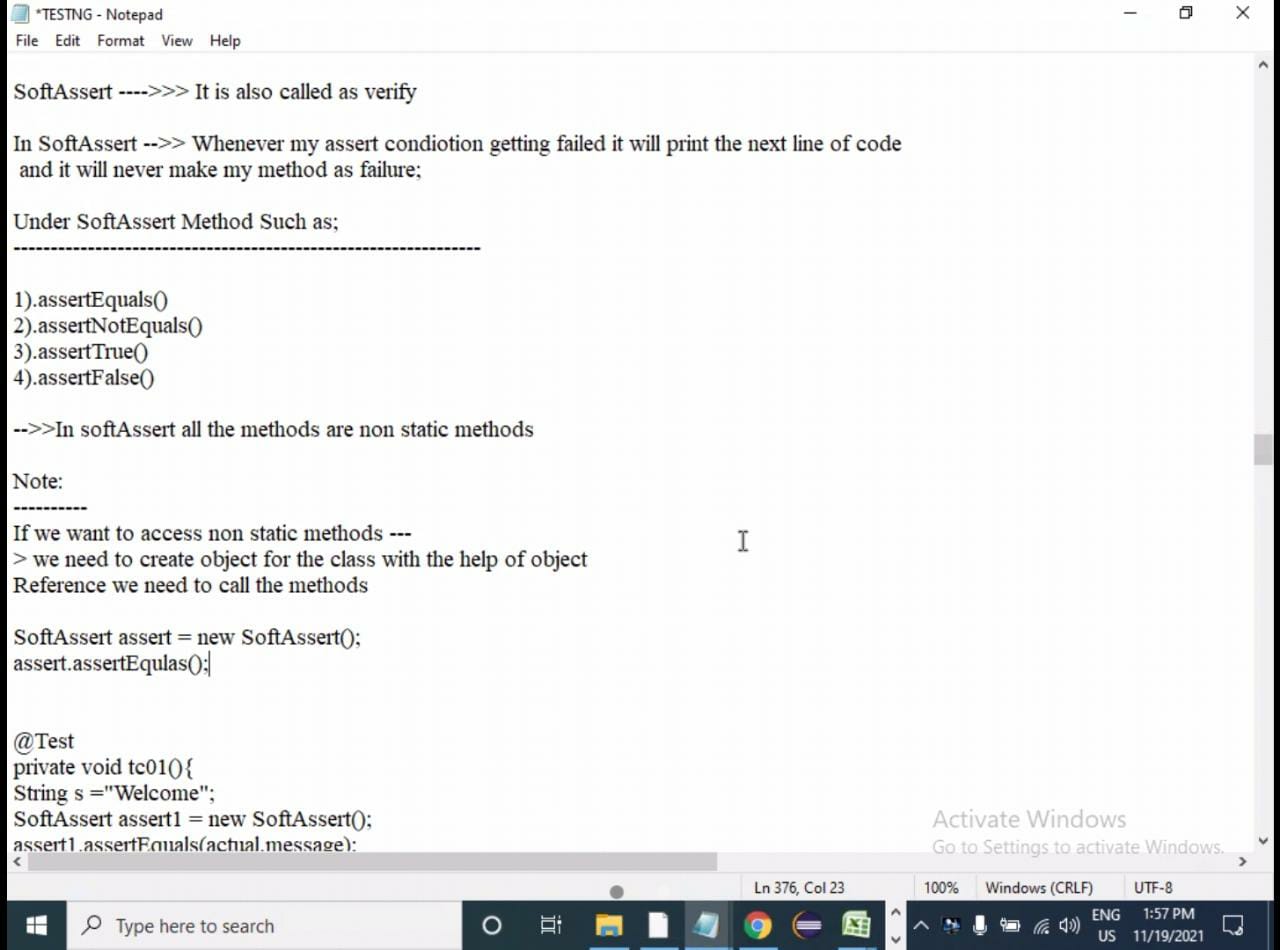 *TESTNG - Notepad
File Edit Format View Help
SoftAssert ---->>> It is also called as verify
In SoftAssert -->> Whenever my assert condiotion getting failed it will print the next line of code
and it will never make my method as failure;
Under SoftAssert Method Such as;
---------------------------------------------------------------
1).assertEquals()
2).assertNotEquals()
3).assertTrue()
4).assertFalse()
-->>In softAssert all the methods are non static methods
Note:
----------
If we want to access non static methods ---
> we need to create object for the class with the help of object
Reference we need to call the methods
SoftAssert assert = new SoftAssert();
assert.assertEqulas();
@Test
private void tc01(){
String s ="Welcome";
SoftAssert assert1 = new SoftAssert();
assert1.assertEquals(actual,message);
Activate Windows
Go to Settings to activate Windows.
Ln 376, Col 23 100% Windows (CRLF) UTF-8
Type here to search
ENG
US
1:57 PM
11/19/2021